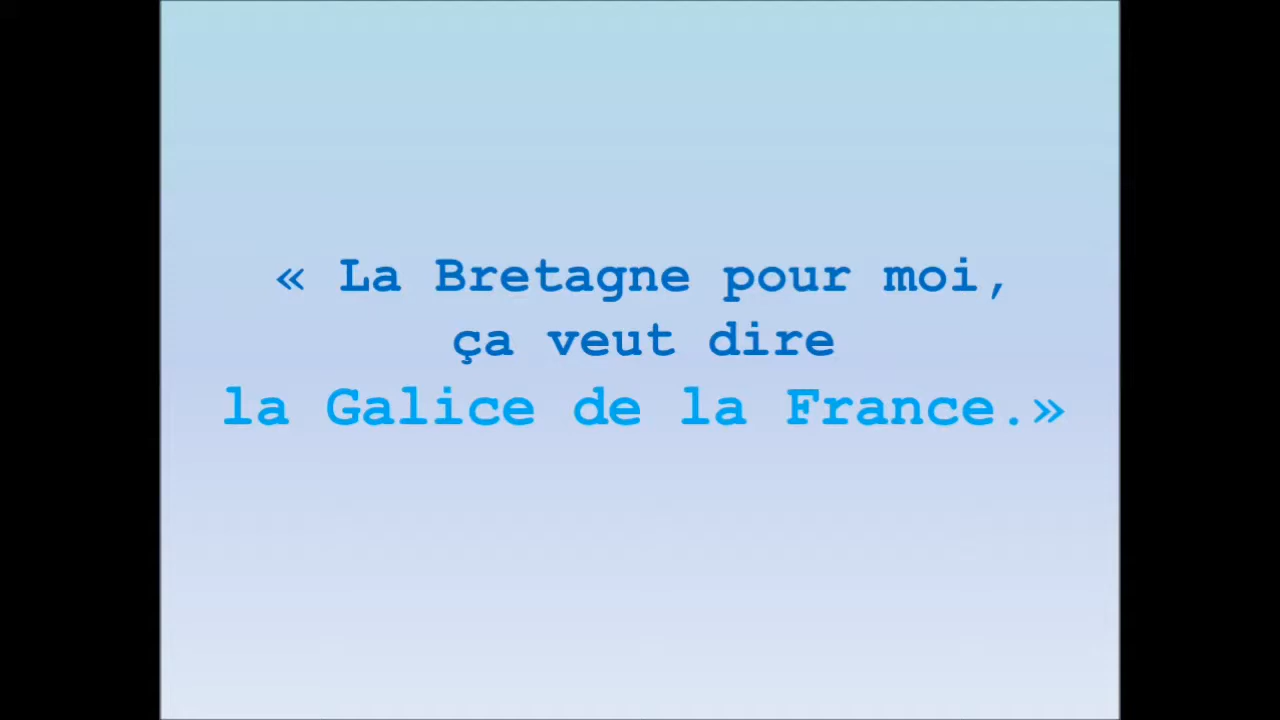 « La Bretagne pour moi,
ça veut dire
la Galice de la France.»